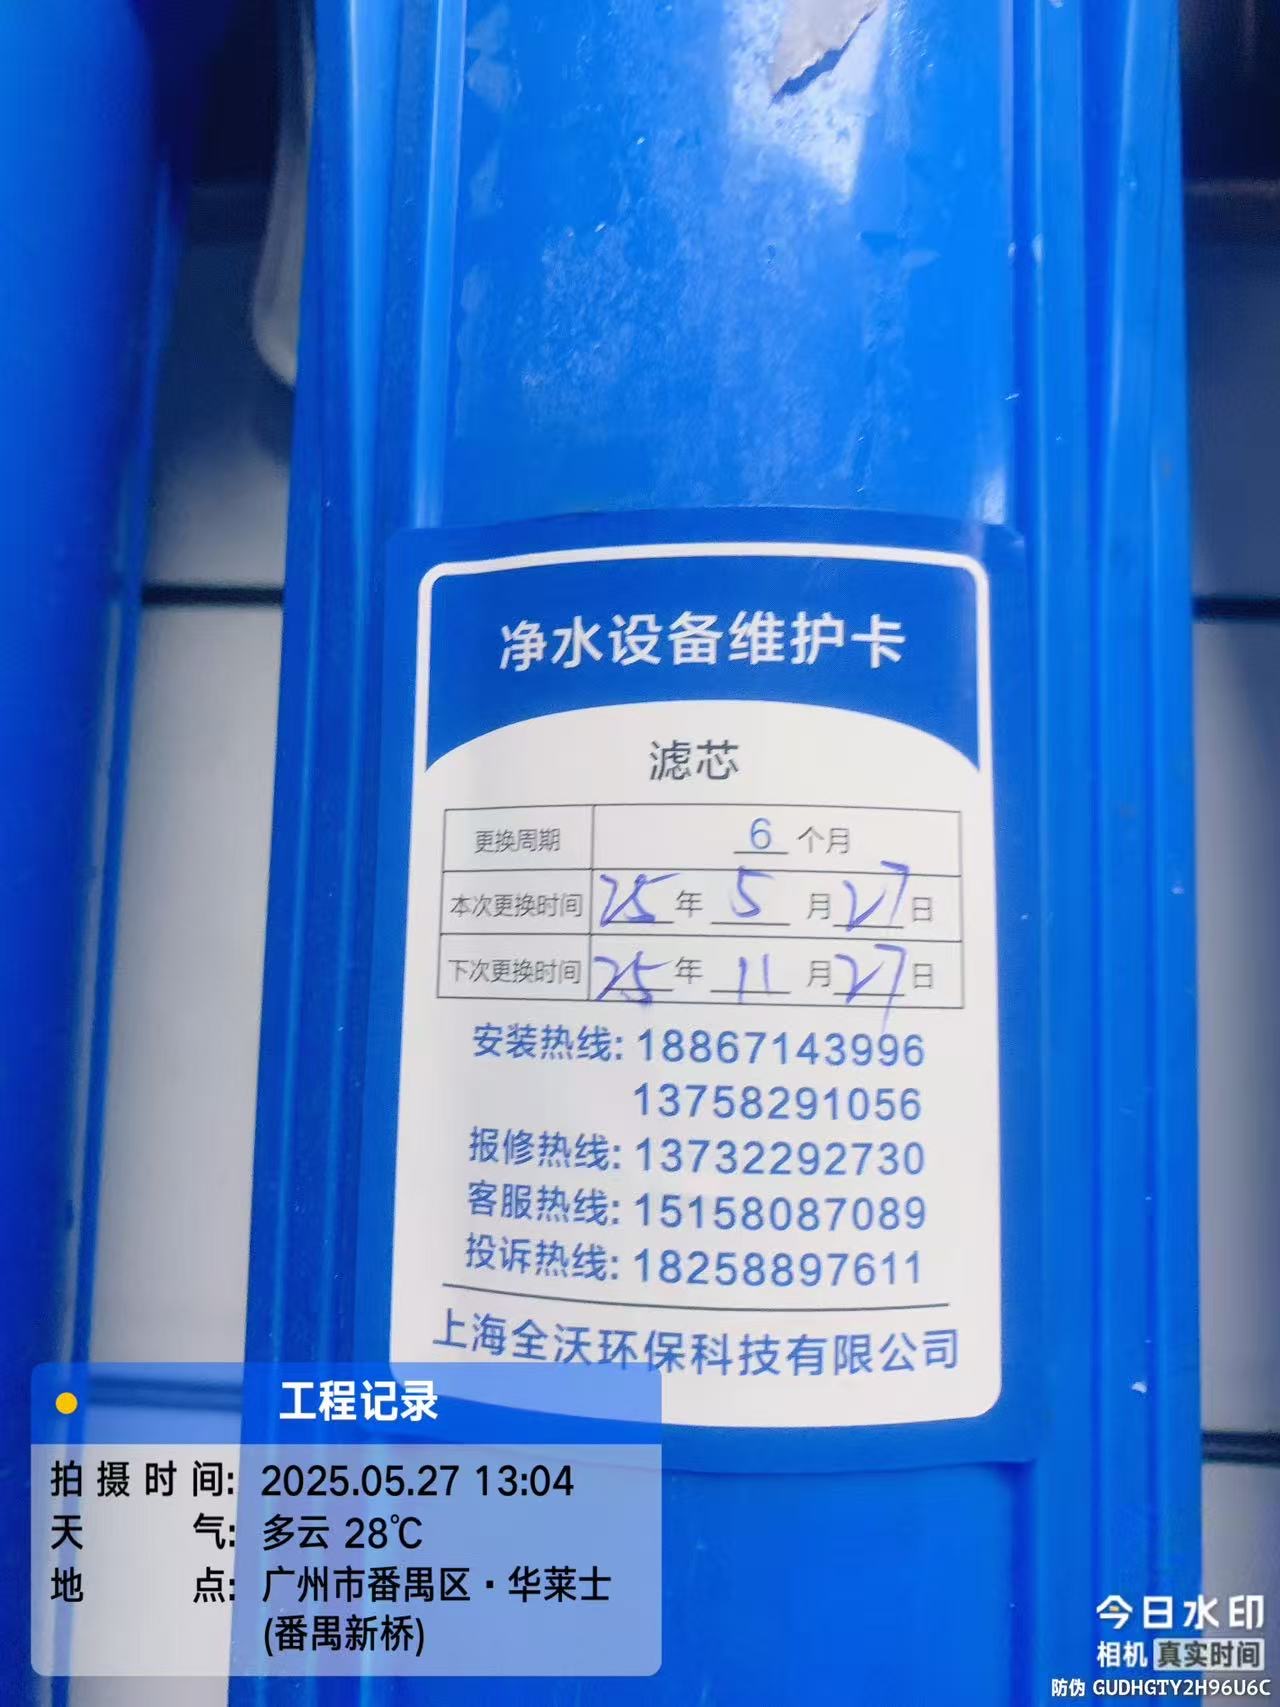 净水设备维护卡
滤芯
更换周期 6 个月
本次更换时间 25 年 5 月 27 日
下次更换时间 25 年 11 月 27 日
安装热线: 18867143996
13758291056
报修热线: 13732292730
客服热线: 15158087089
投诉热线: 18258897611
上海全沃环保科技有限公司
工程记录
拍摄时间: 2025.05.27 13:04
天气: 多云 28℃
地点: 广州市番禺区·华莱士
(番禺新桥)
今日水印
相机 真实时间
防伪 GUDHGTY2H96U6C